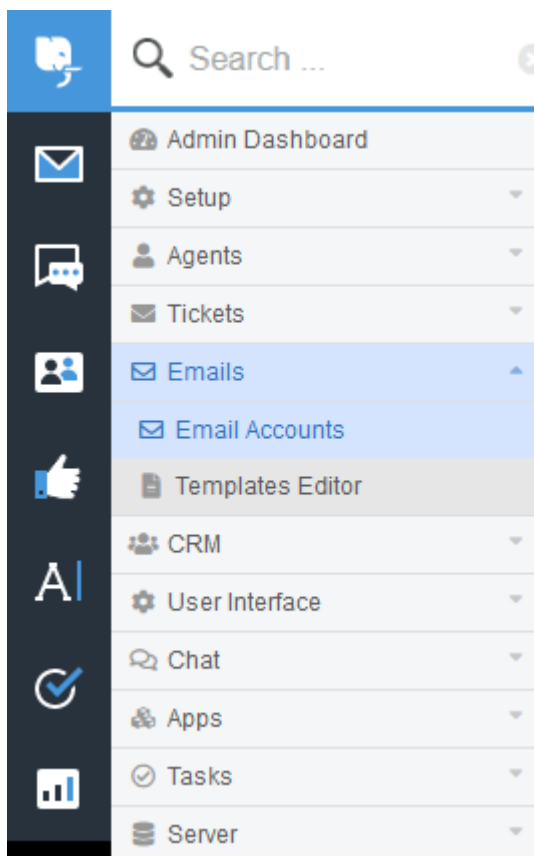 Search ...
Admin Dashboard
Setup
Agents
Tickets
Emails
Email Accounts
Templates Editor
CRM
User Interface
Chat
Apps
Tasks
Server